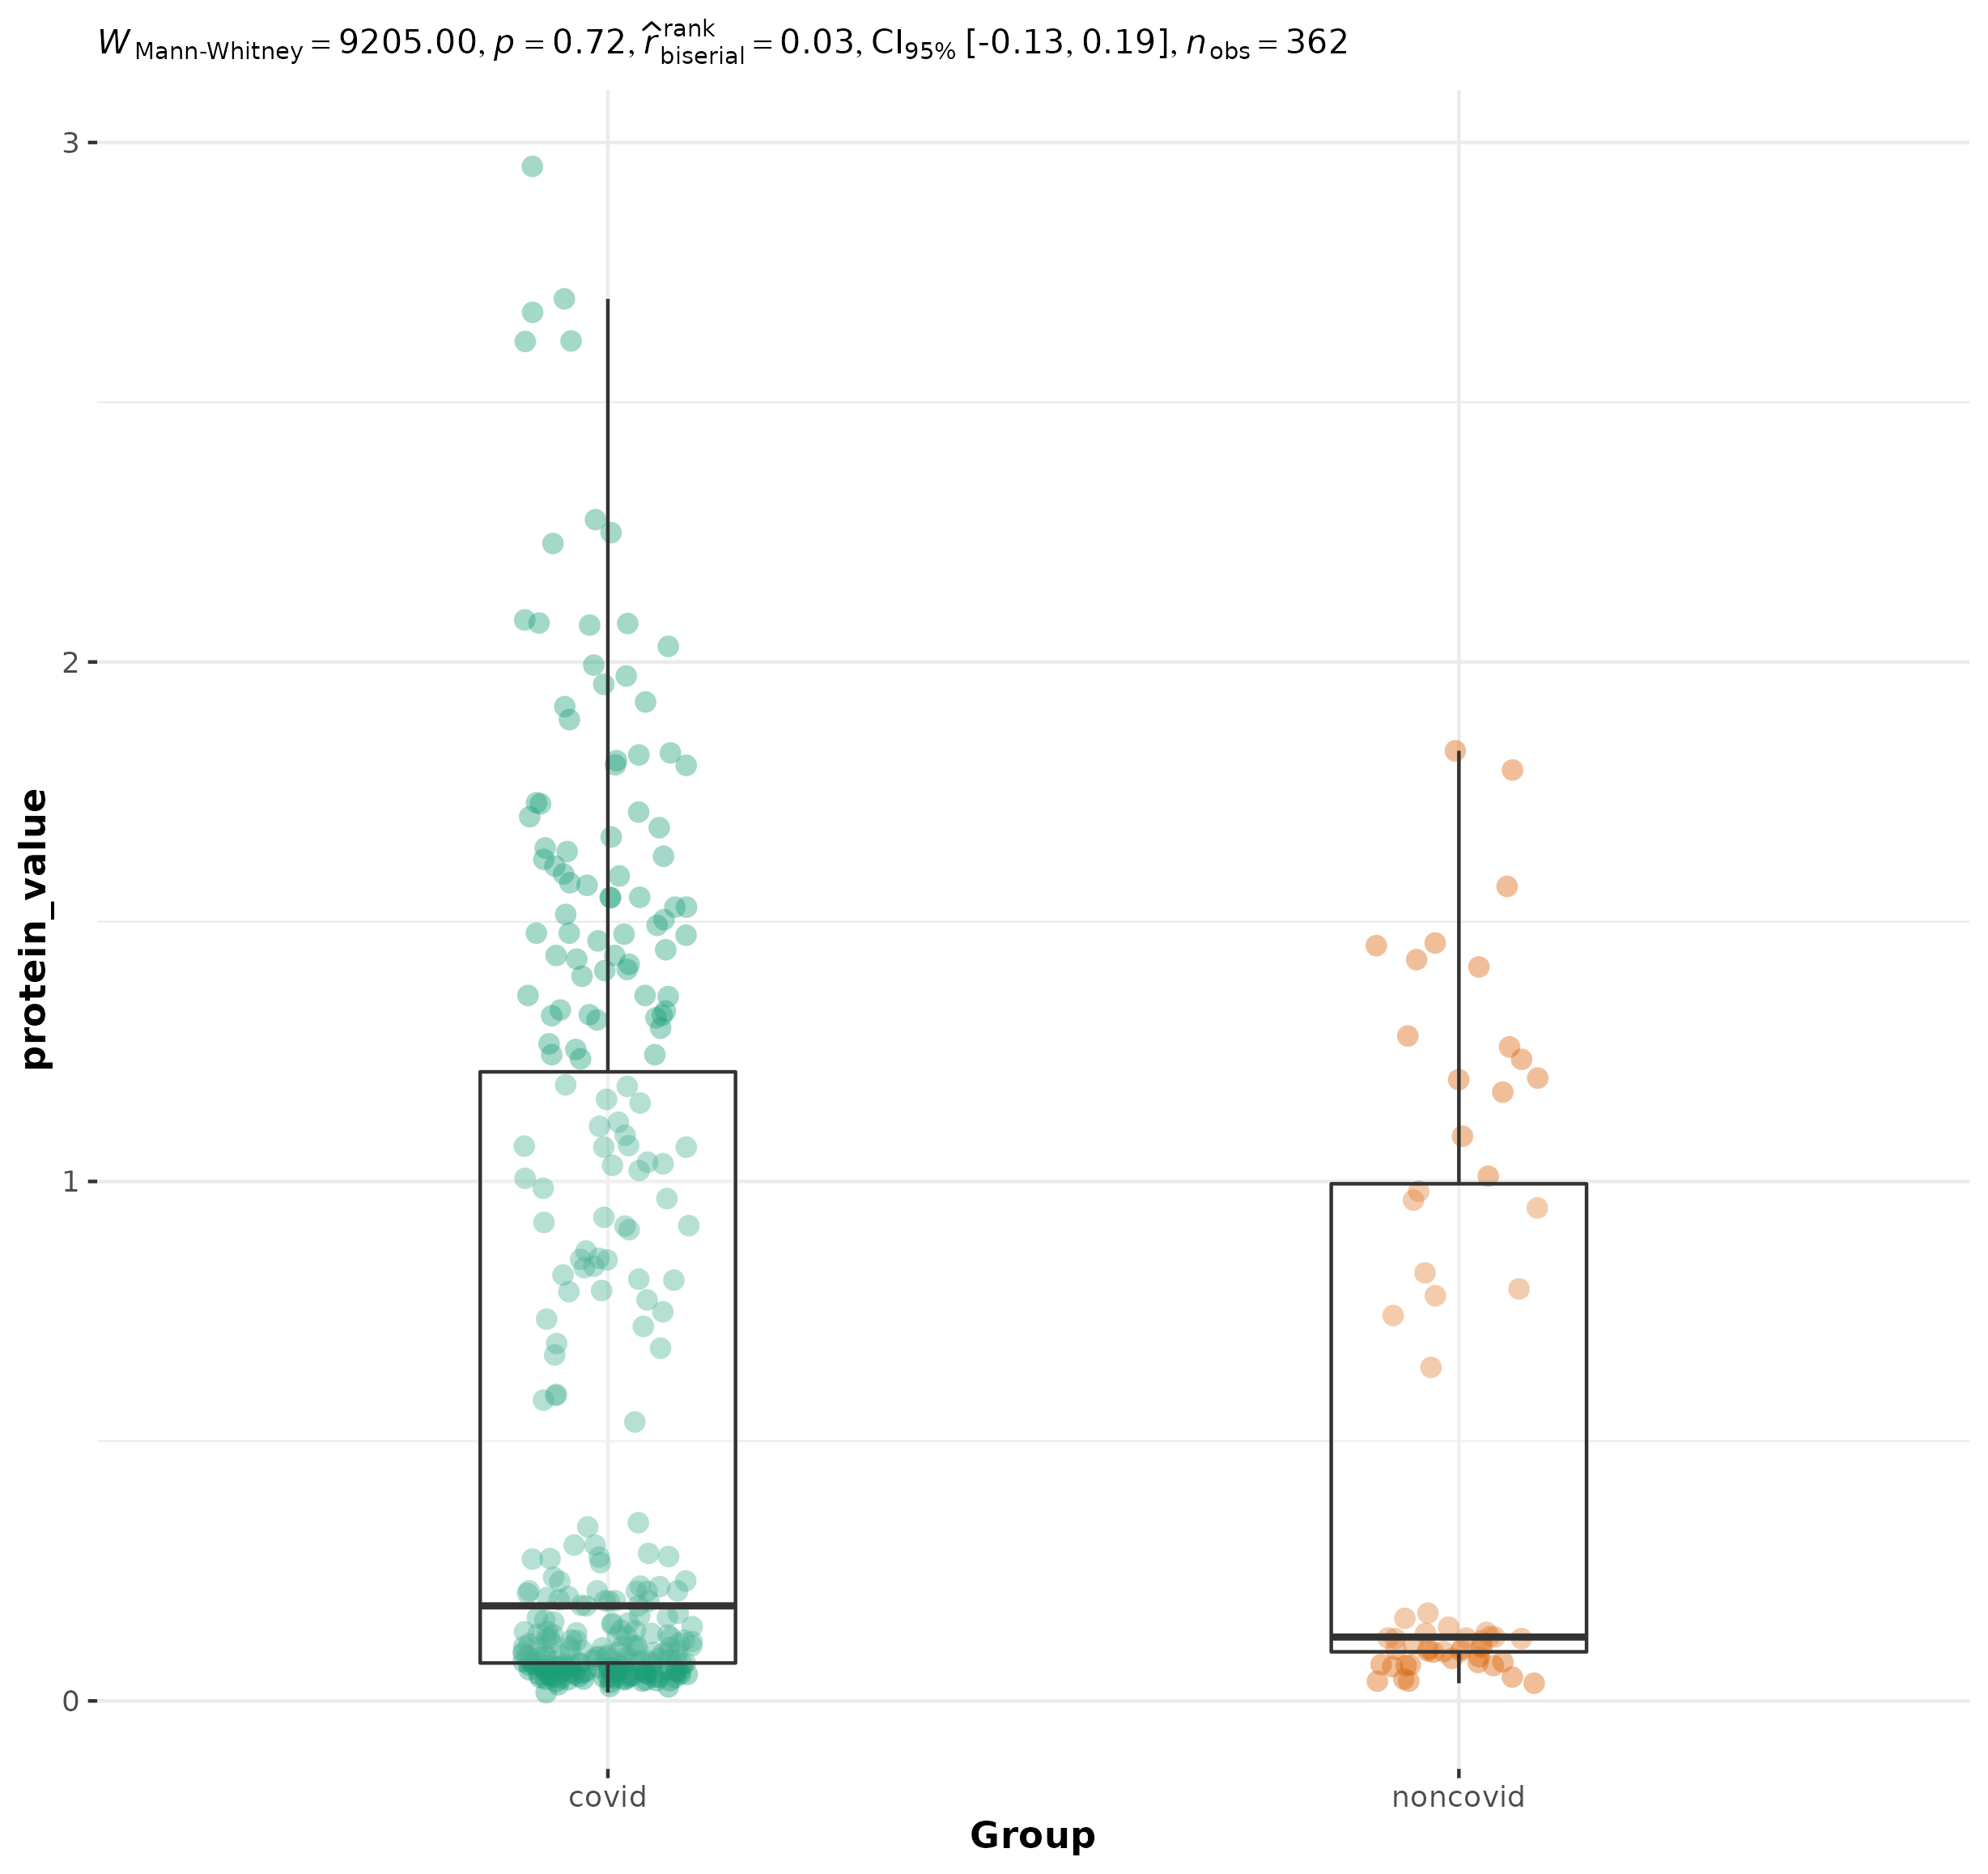 W Mann-Whitney = 9205.00, p = 0.72, r̂ rank biserial = 0.03, CI95% [-0.13, 0.19], n obs = 362
3
2
1
0
protein_value
covid noncovid
Group